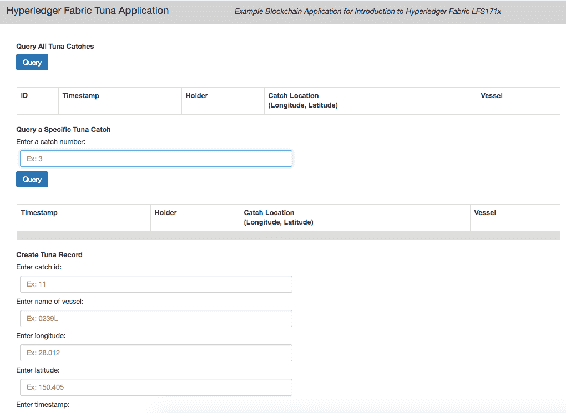 Hyperledger Fabric Tuna Application
Example Blockchain Application for Introduction to Hyperledger Fabric LFS171x
Query All Tuna Catches
Query
ID Timestamp Holder Catch Location (Longitude, Latitude) Vessel
Query a Specific Tuna Catch
Enter a catch number:
Ex: 3
Query
Timestamp Holder Catch Location (Longitude, Latitude) Vessel
Create Tuna Record
Enter catch id:
Ex: 11
Enter name of vessel:
Ex: 0239L
Enter longitude:
Ex: 28.012
Enter latitude:
Ex: 150.405
Enter timestamp: